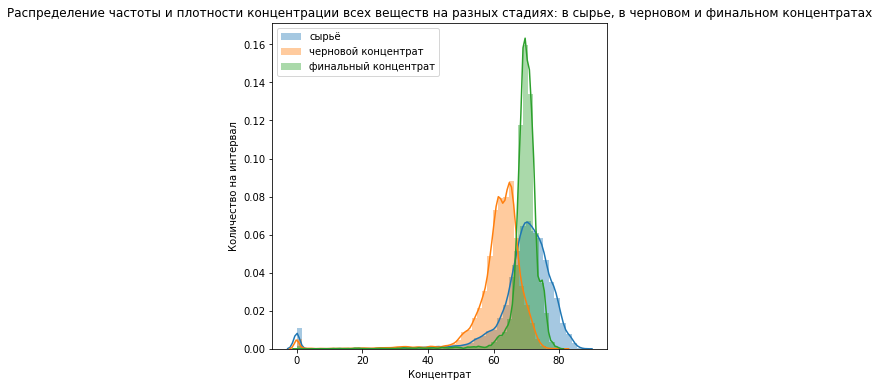 Распределение частоты и плотности концентрации всех веществ на разных стадиях: в сырье, в черновом и финальном концентратах
сырьё
черновой концентрат
финальный концентрат
Количество на интервал
0.16
0.14
0.12
0.10
0.08
0.06
0.04
0.02
0.00
0
20
40
60
80
Концентрат